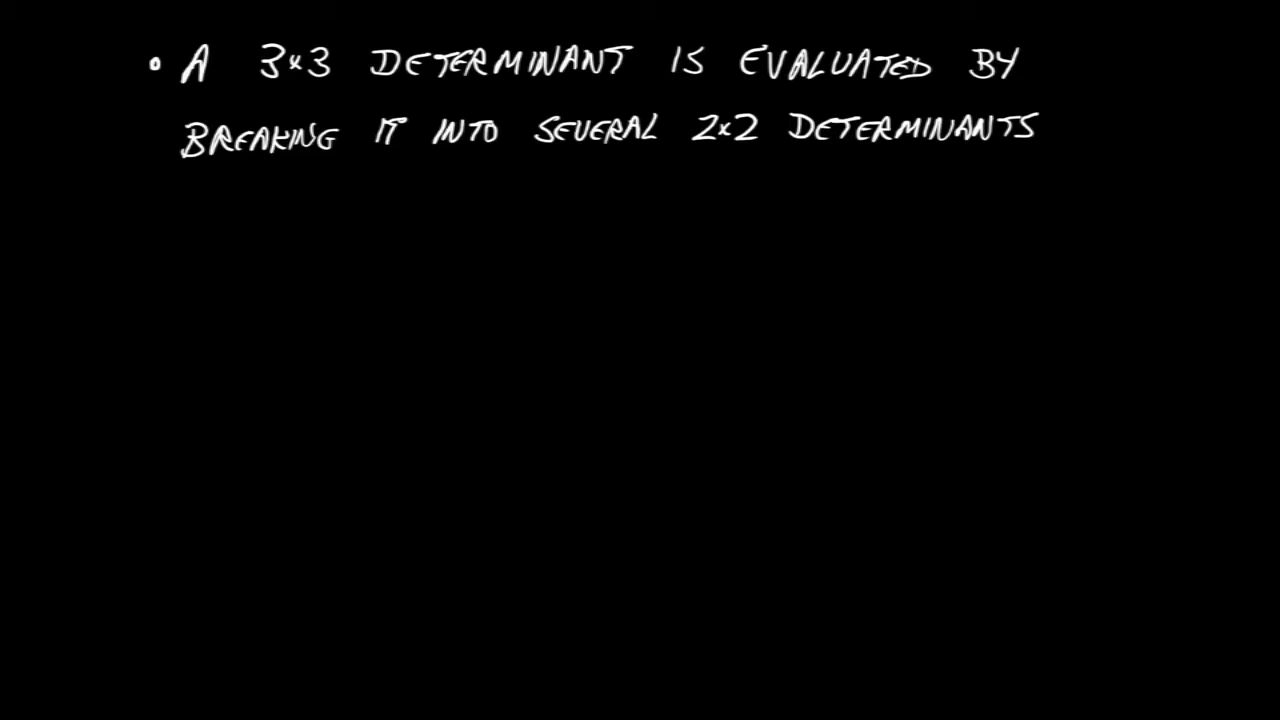 • A 3×3 DETERMINANT IS EVALUATED BY
BREAKING IT INTO SEVERAL 2×2 DETERMINANTS